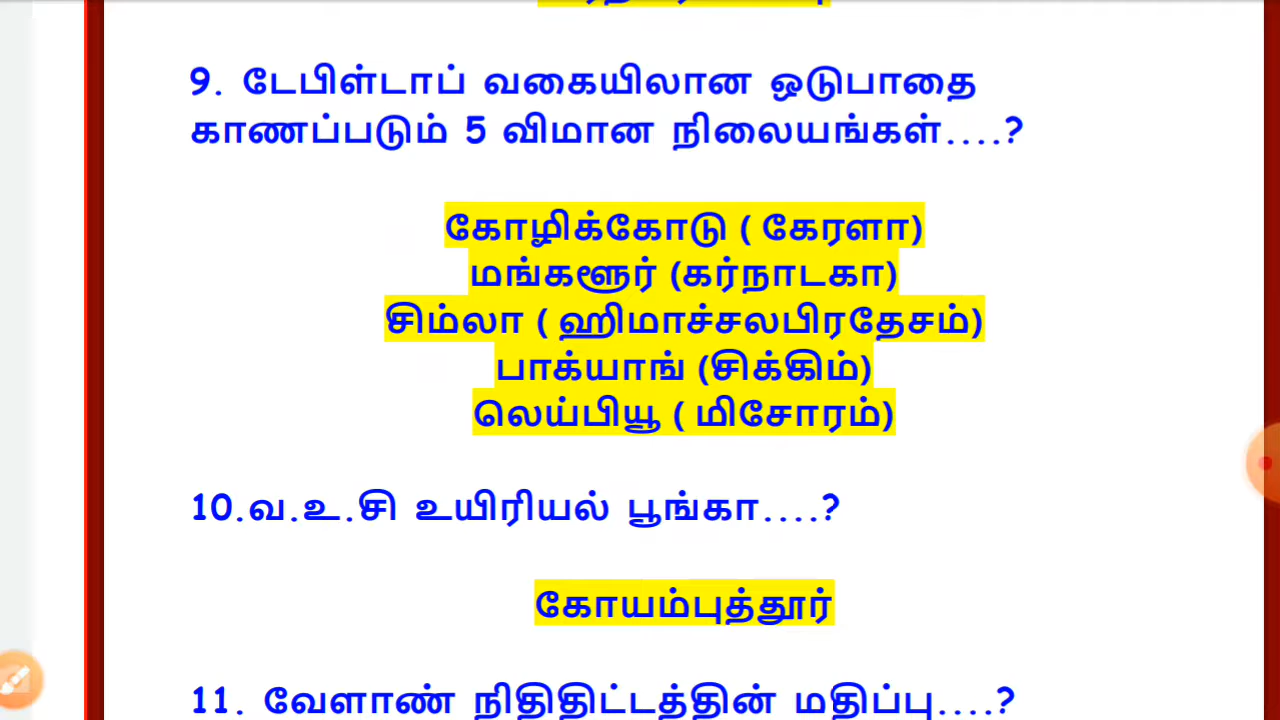 9. டேபிள்டாப் வகையிலான ஒடுபாதை
காணப்படும் 5 விமான நிலையங்கள்....?
கோழிக்கோடு ( கேரளா)
மங்களூர் (கர்நாடகா)
சிம்லா ( ஹிமாச்சலபிரதேசம்)
பாக்யாங் (சிக்கிம்)
லெய்பியூ ( மிசோரம்)
10.வ.உ.சி உயிரியல் பூங்கா....?
கோயம்புத்தூர்
11. வேளாண் நிதிதிட்டத்தின் மதிப்பு....?